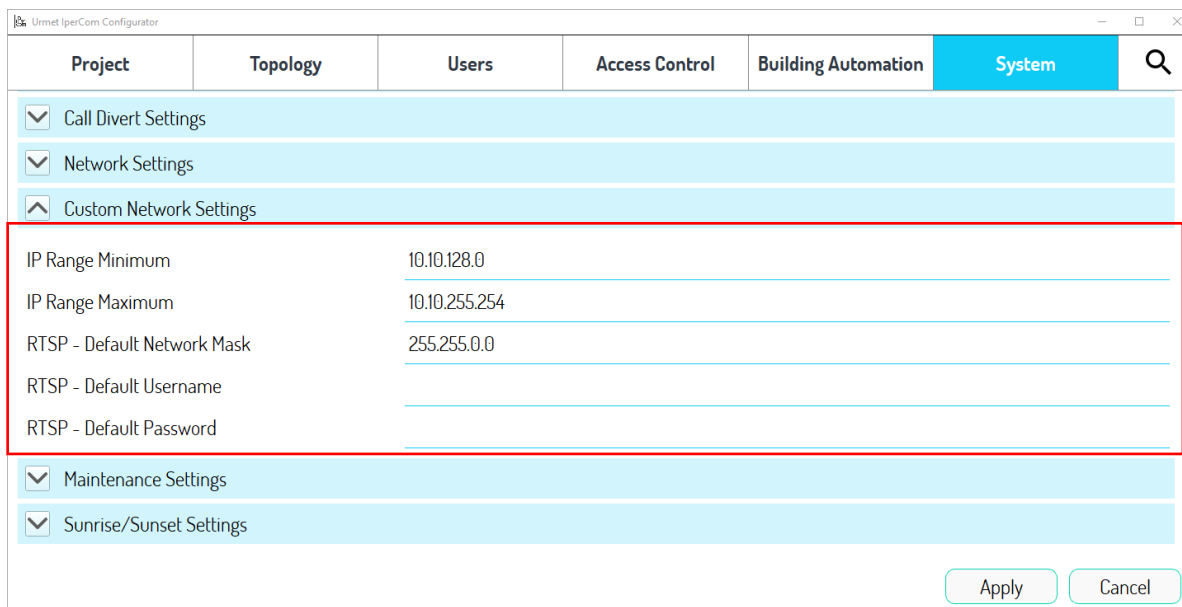 Urmet IperCom Configurator
Project Topology Users Access Control Building Automation System
Call Divert Settings
Network Settings
Custom Network Settings
IP Range Minimum 10.10.128.0
IP Range Maximum 10.10.255.254
RTSP - Default Network Mask 255.255.0.0
RTSP - Default Username
RTSP - Default Password
Maintenance Settings
Sunrise/Sunset Settings
Apply Cancel